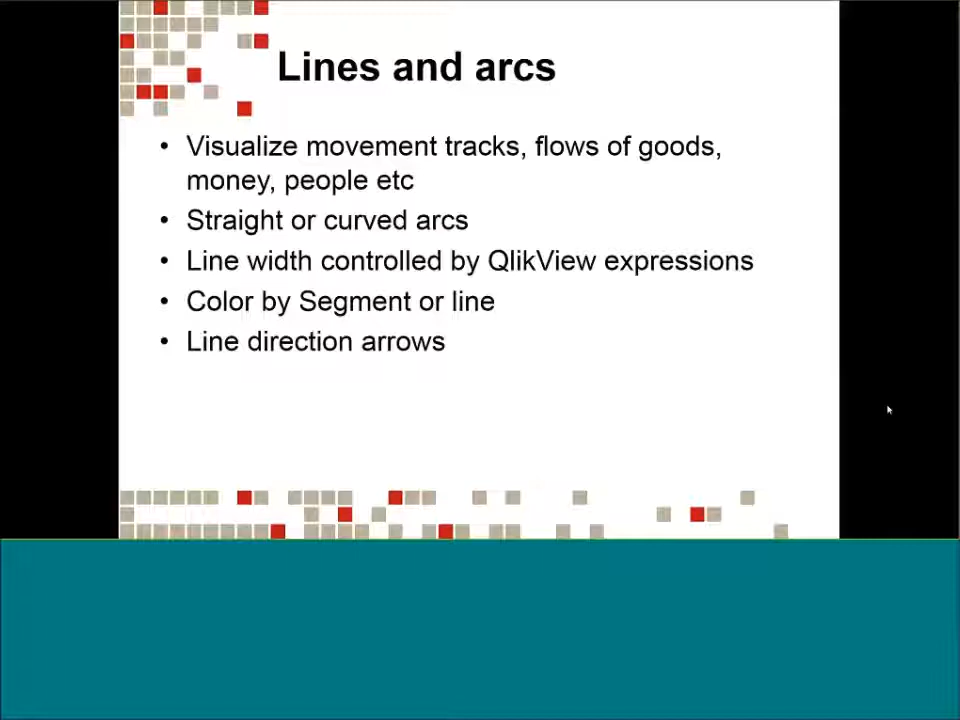 Lines and arcs
• Visualize movement tracks, flows of goods,
money, people etc
• Straight or curved arcs
• Line width controlled by QlikView expressions
• Color by Segment or line
• Line direction arrows